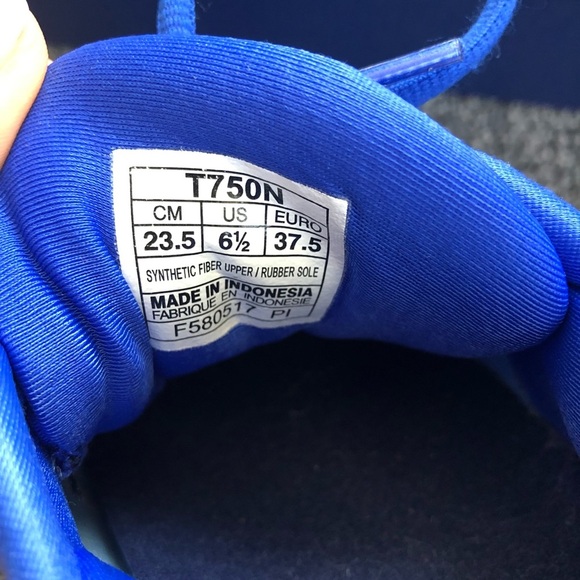 T750N
CM US EURO
23.5 6½ 37.5
SYNTHETIC FIBER UPPER / RUBBER SOLE
MADE IN INDONESIA
FABRIQUE EN INDONESIE
F580517 PI